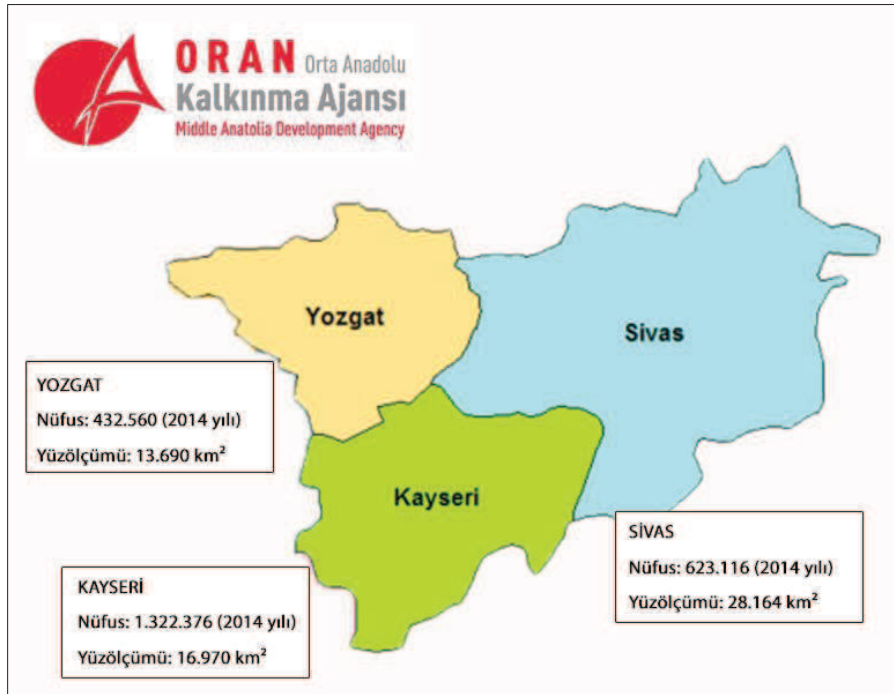 ORAN Orta Anadolu
Kalkınma Ajansı
Middle Anatolia Development Agency
Yozgat
Sivas
YOZGAT
Nüfus: 432.560 (2014 yılı)
Yüzölçümü: 13.690 km²
Kayseri
SİVAS
Nüfus: 623.116 (2014 yılı)
Yüzölçümü: 28.164 km²
KAYSERİ
Nüfus: 1.322.376 (2014 yılı)
Yüzölçümü: 16.970 km²